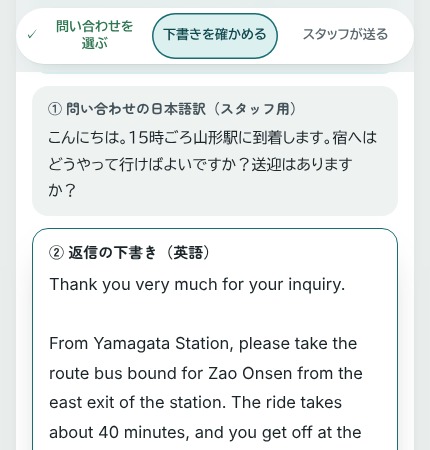 ✓ 問い合わせを
選ぶ
下書きを確かめる
スタッフが送る
① 問い合わせの日本語訳（スタッフ用）
こんにちは。15時ごろ山形駅に到着します。宿へは
どうやって行けばよいですか？送迎はあります
か？
② 返信の下書き（英語）
Thank you very much for your inquiry.
From Yamagata Station, please take the
route bus bound for Zao Onsen from the
east exit of the station. The ride takes
about 40 minutes, and you get off at the